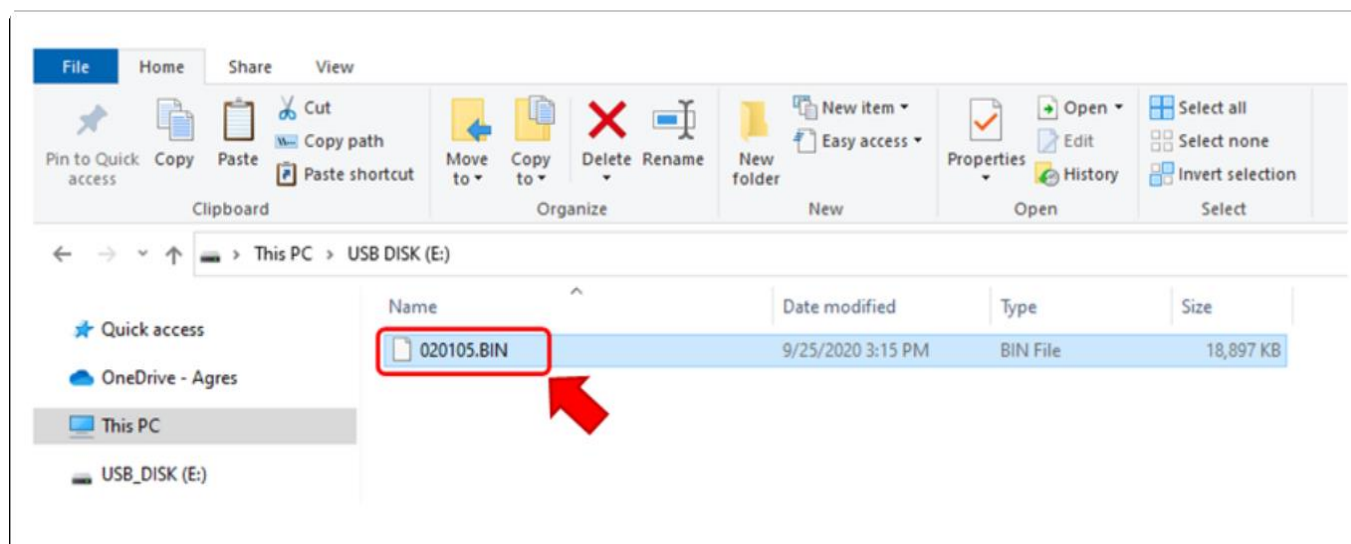 File Home Share View
Pin to Quick access
Copy
Paste
Cut
Copy path
Paste shortcut
Move to
Copy to
Delete
Rename
New folder
New item
Easy access
Properties
Open
Edit
History
Select all
Select none
Invert selection
Clipboard Organize New Open Select
This PC > USB DISK (E:)
Name Date modified Type Size
Quick access
020105.BIN 9/25/2020 3:15 PM BIN File 18,897 KB
OneDrive - Agres
This PC
USB_DISK (E:)